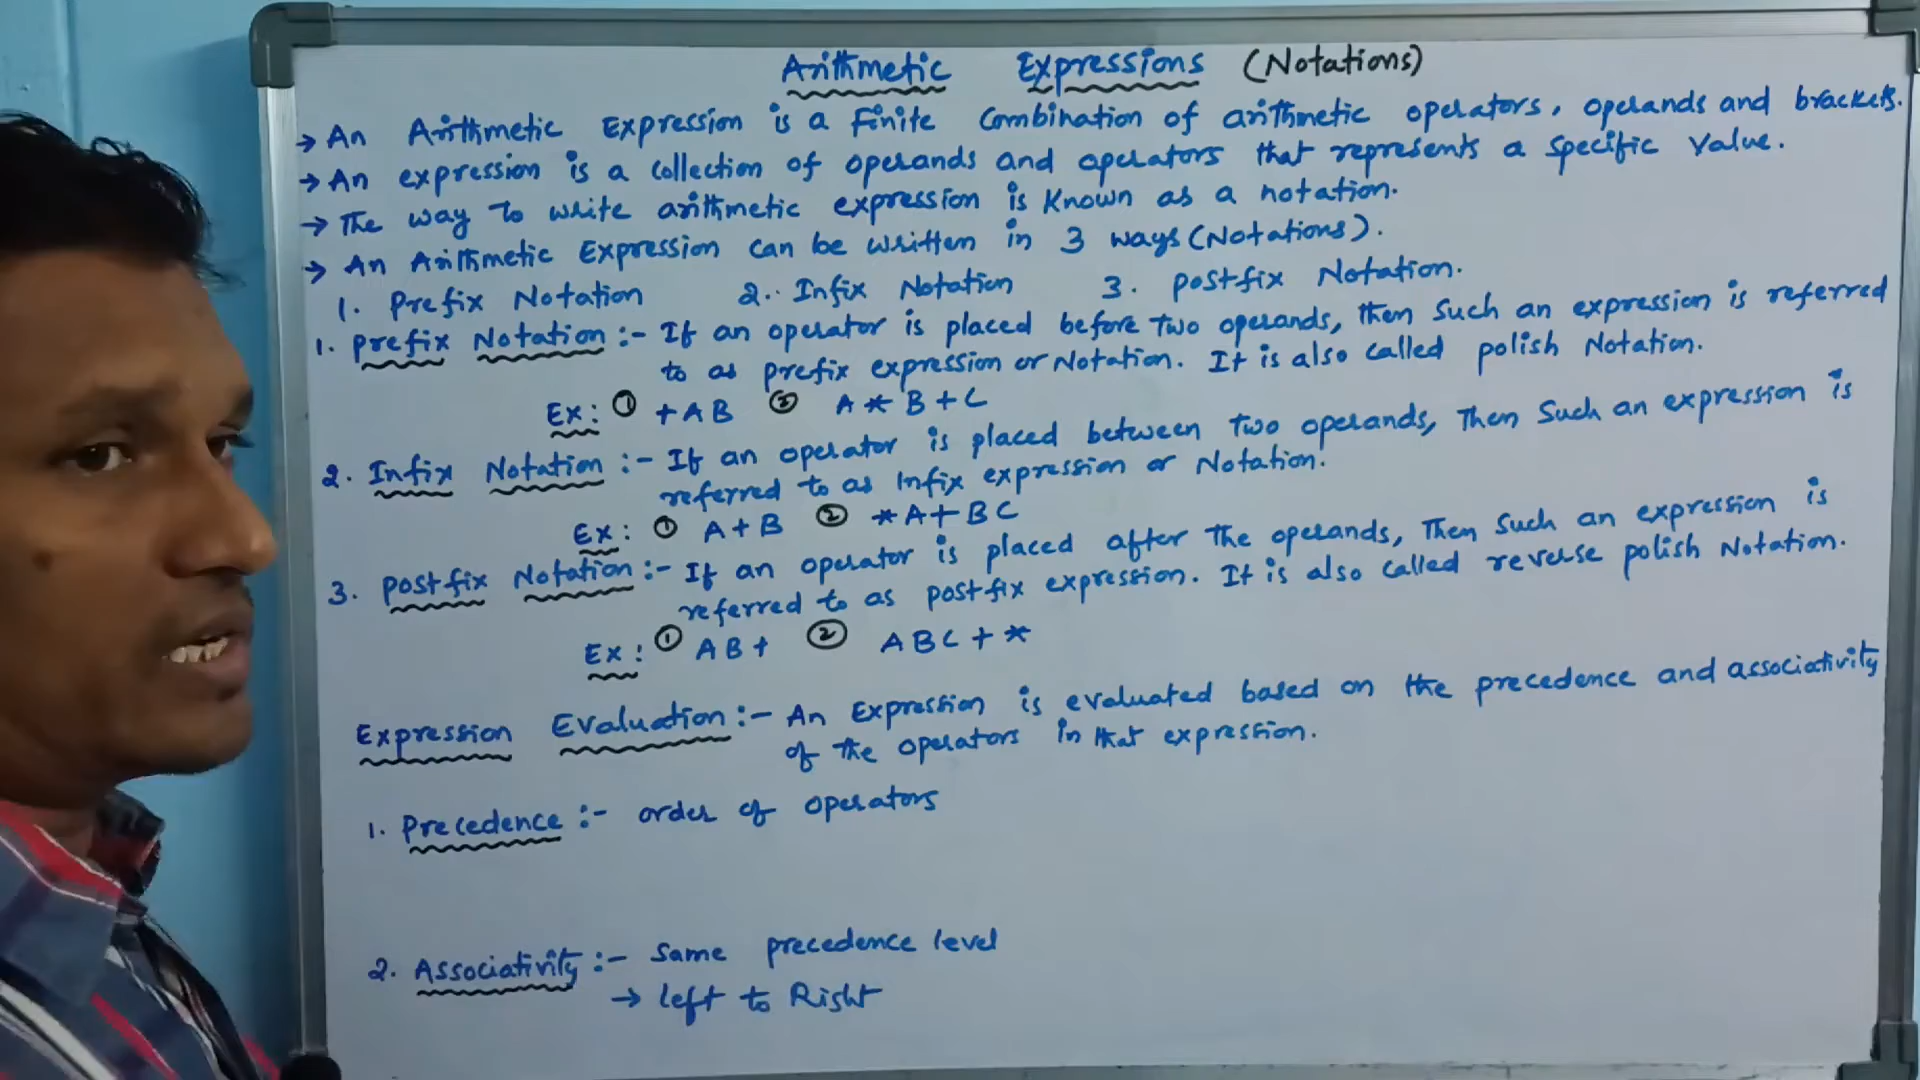 Arithmetic Expressions (Notations)
→ An Arithmetic Expression is a Finite Combination of arithmetic operators, operands and brackets.
→ An expression is a collection of operands and operators that represents a specific value.
→ The way to write arithmetic expression is known as a notation.
→ An Arithmetic Expression can be written in 3 ways (Notations).
1. Prefix Notation 2. Infix Notation 3. Postfix Notation.
1. Prefix Notation :- If an operator is placed before two operands, then such an expression is referred
to as prefix expression or Notation. It is also called polish Notation.
Ex: ① +AB ② A * B + C
2. Infix Notation :- If an operator is placed between two operands, Then Such an expression is
referred to as Infix expression or Notation.
Ex: ① A+B ② *A+BC
3. Postfix Notation :- If an operator is placed after the operands, Then Such an expression is
referred to as postfix expression. It is also called reverse polish Notation.
Ex: ① AB+ ② ABC+*
Expression Evaluation :- An Expression is evaluated based on the precedence and associativity
of the operators in that expression.
1. Precedence :- order of operators
2. Associativity :- Same precedence level
→ left to Right